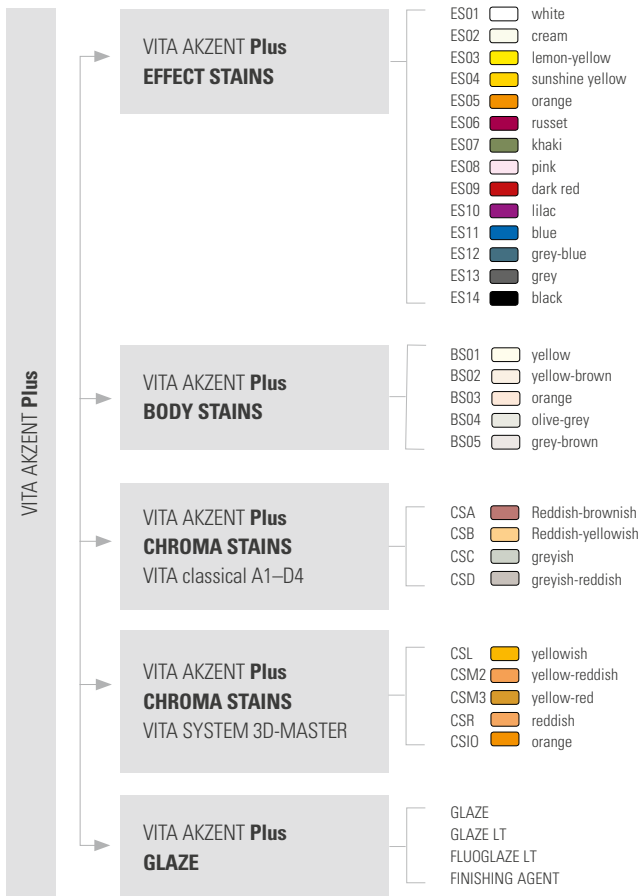 VITA AKZENT Plus
VITA AKZENT Plus
EFFECT STAINS
ES01 white
ES02 cream
ES03 lemon-yellow
ES04 sunshine yellow
ES05 orange
ES06 russet
ES07 khaki
ES08 pink
ES09 dark red
ES10 lilac
ES11 blue
ES12 grey-blue
ES13 grey
ES14 black
VITA AKZENT Plus
BODY STAINS
BS01 yellow
BS02 yellow-brown
BS03 orange
BS04 olive-grey
BS05 grey-brown
VITA AKZENT Plus
CHROMA STAINS
VITA classical A1–D4
CSA Reddish-brownish
CSB Reddish-yellowish
CSC greyish
CSD greyish-reddish
VITA AKZENT Plus
CHROMA STAINS
VITA SYSTEM 3D-MASTER
CSL yellowish
CSM2 yellow-reddish
CSM3 yellow-red
CSR reddish
CSIO orange
VITA AKZENT Plus
GLAZE
GLAZE
GLAZE LT
FLUOGLAZE LT
FINISHING AGENT